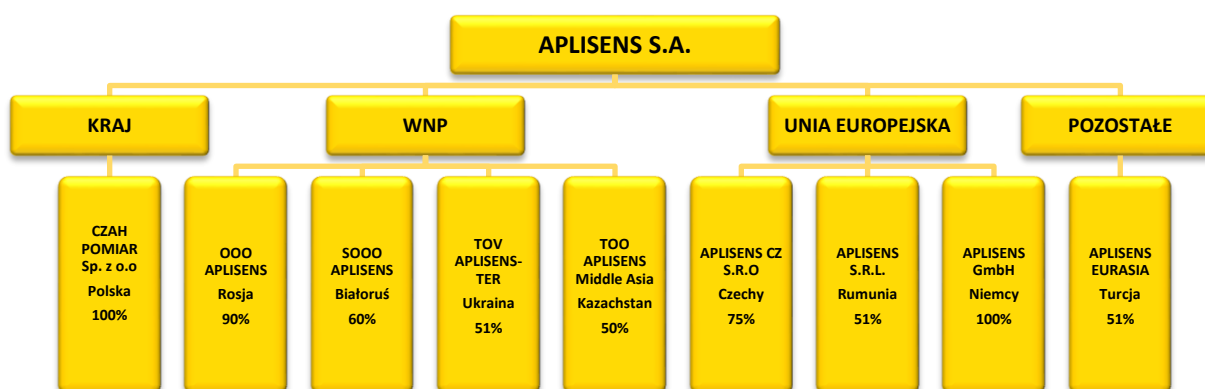 APLISENS S.A.
KRAJ
WNP
UNIA EUROPEJSKA
POZOSTAŁE
CZAH
POMIAR
Sp. z o.o
Polska
100%
OOO
APLISENS
Rosja
90%
SOOO
APLISENS
Białoruś
60%
TOV
APLISENS-
TER
Ukraina
51%
TOO
APLISENS
Middle Asia
Kazachstan
50%
APLISENS CZ
S.R.O
Czechy
75%
APLISENS
S.R.L.
Rumunia
51%
APLISENS
GmbH
Niemcy
100%
APLISENS
EURASIA
Turcja
51%